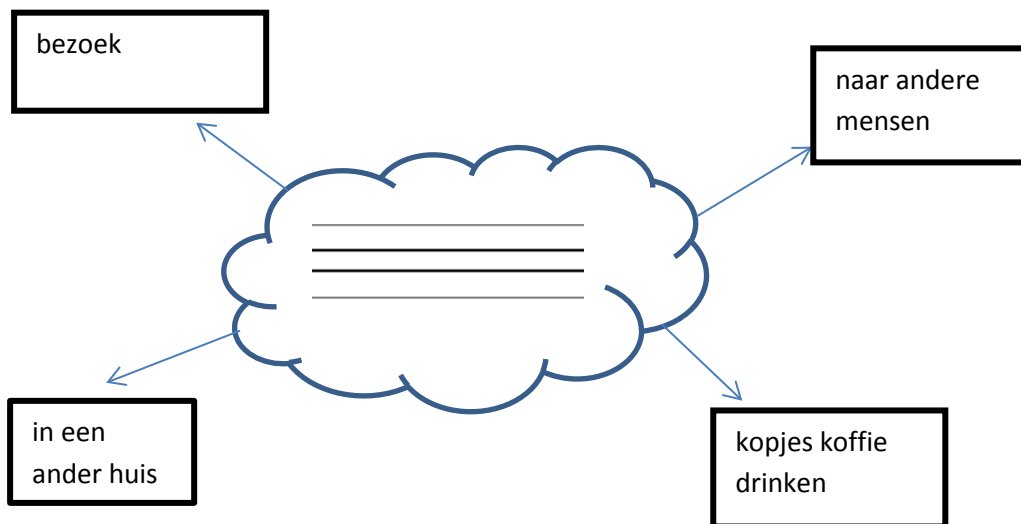 bezoek
naar andere
mensen
in een
ander huis
kopjes koffie
drinken